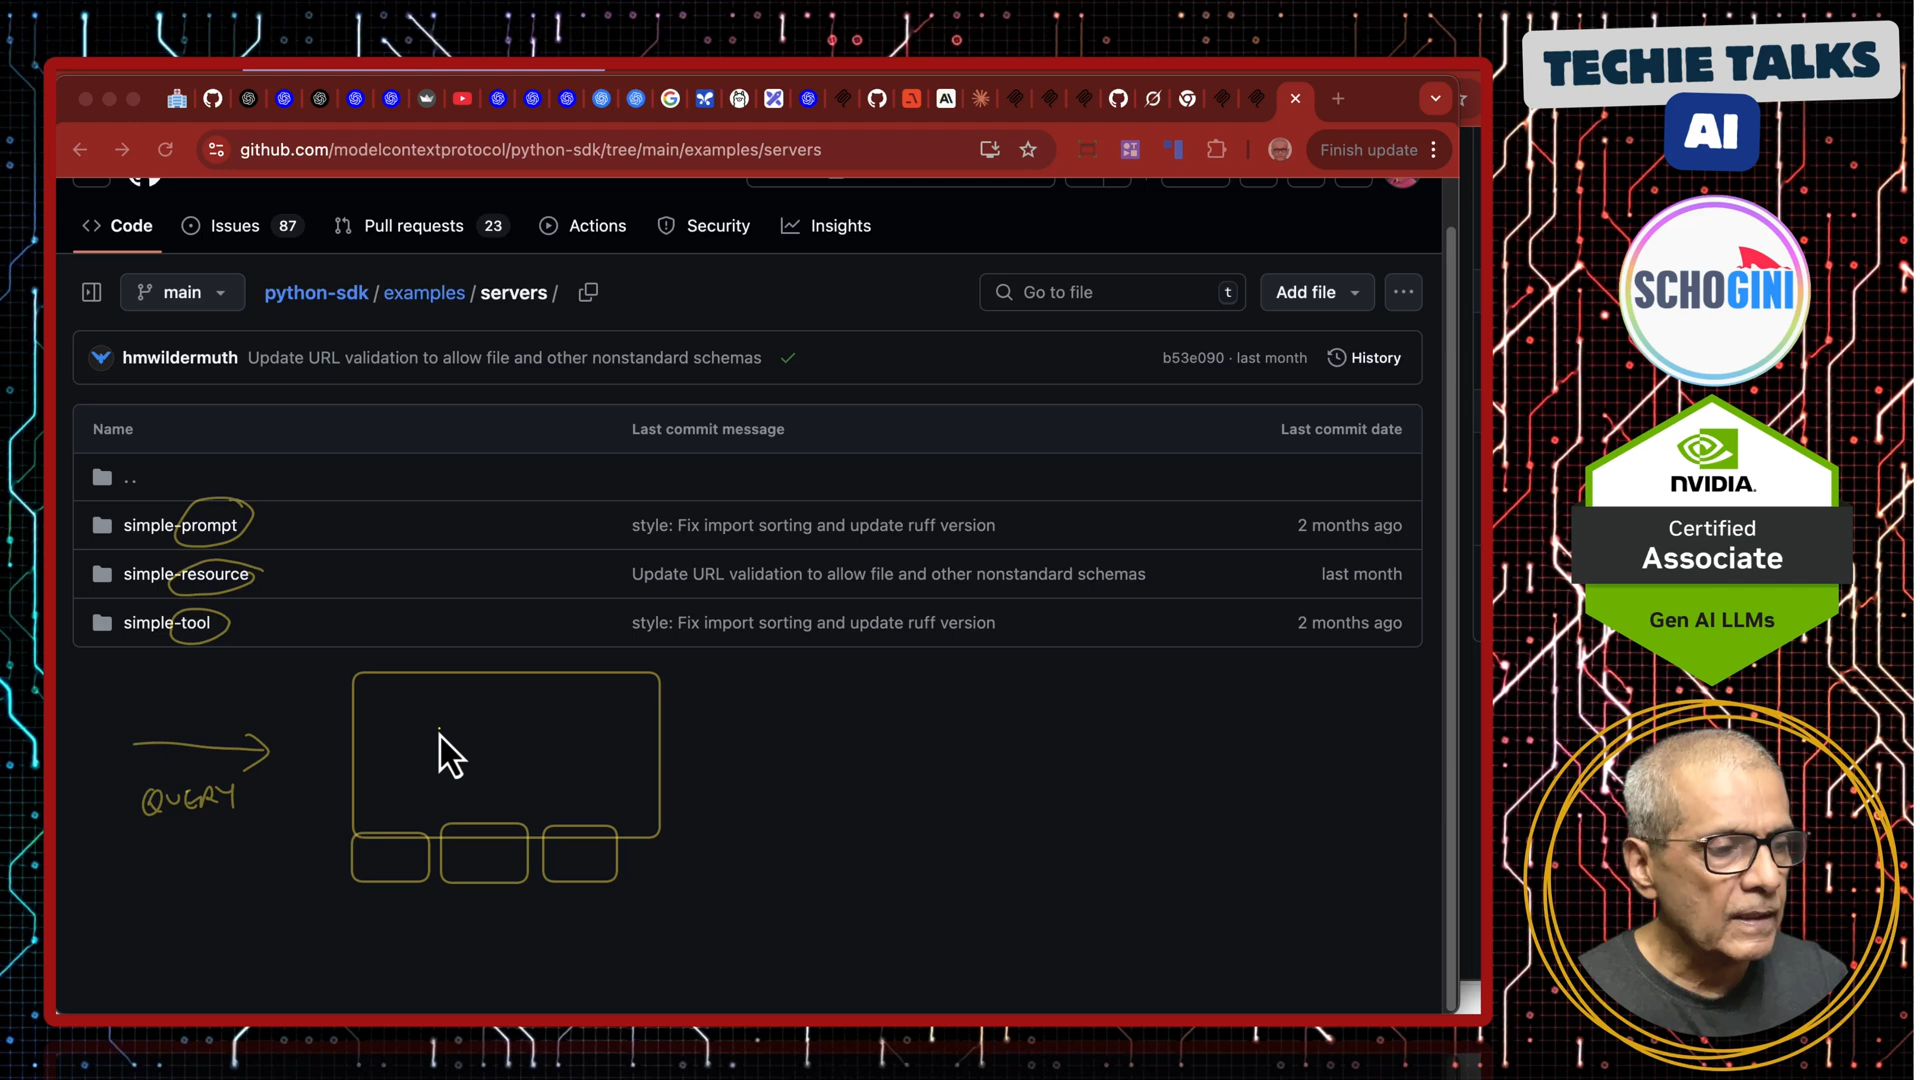 TECHIE TALKS
AI
github.com/modelcontextprotocol/python-sdk/tree/main/examples/servers
Finish update
Code
Issues 87
Pull requests 23
Actions
Security
Insights
main
python-sdk / examples / servers /
Go to file
t
Add file
hmwildermuth Update URL validation to allow file and other nonstandard schemas
b53e090 · last month
History
Name Last commit message Last commit date
..
simple-prompt style: Fix import sorting and update ruff version 2 months ago
simple-resource Update URL validation to allow file and other nonstandard schemas last month
simple-tool style: Fix import sorting and update ruff version 2 months ago
QUERY
SCHOGINI
NVIDIA.
Certified
Associate
Gen AI LLMs